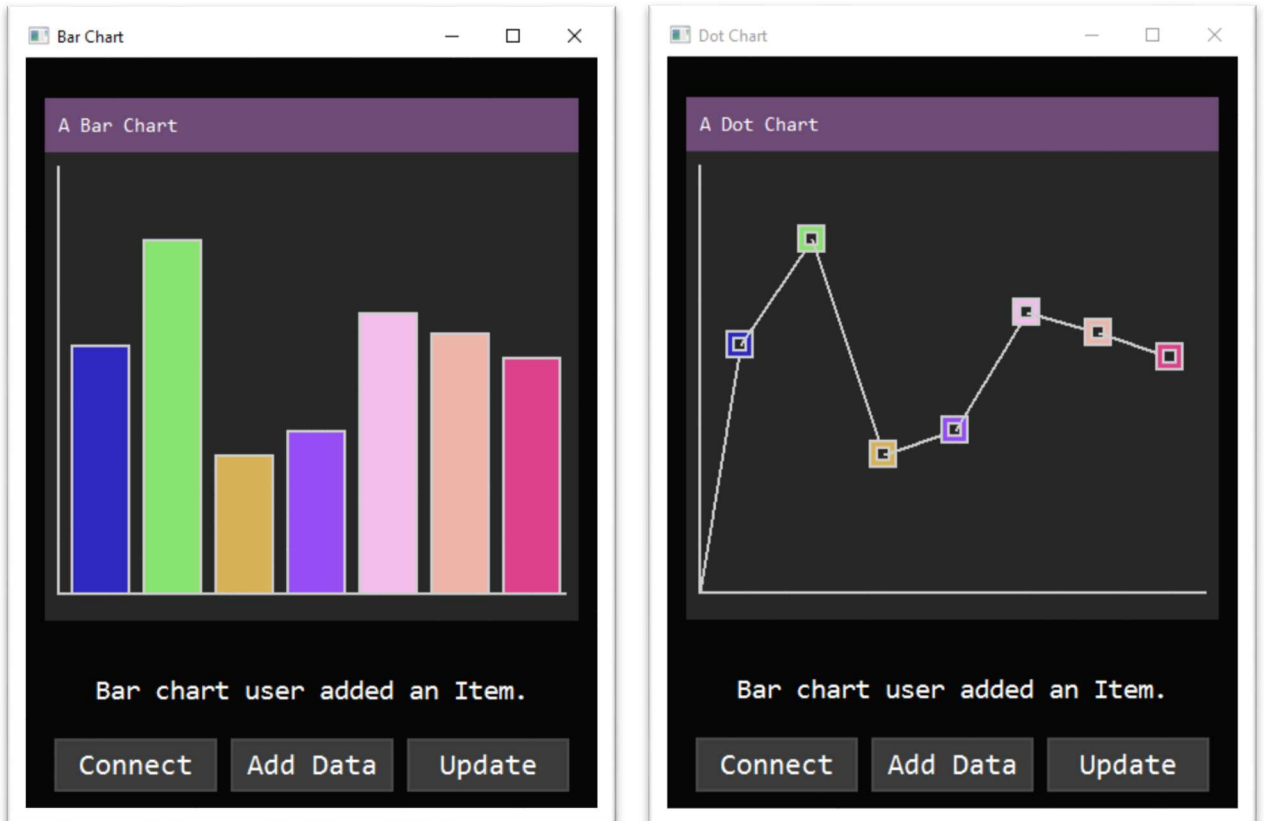 Bar Chart
A Bar Chart
Bar chart user added an Item.
Connect
Add Data
Update
Dot Chart
A Dot Chart
Bar chart user added an Item.
Connect
Add Data
Update